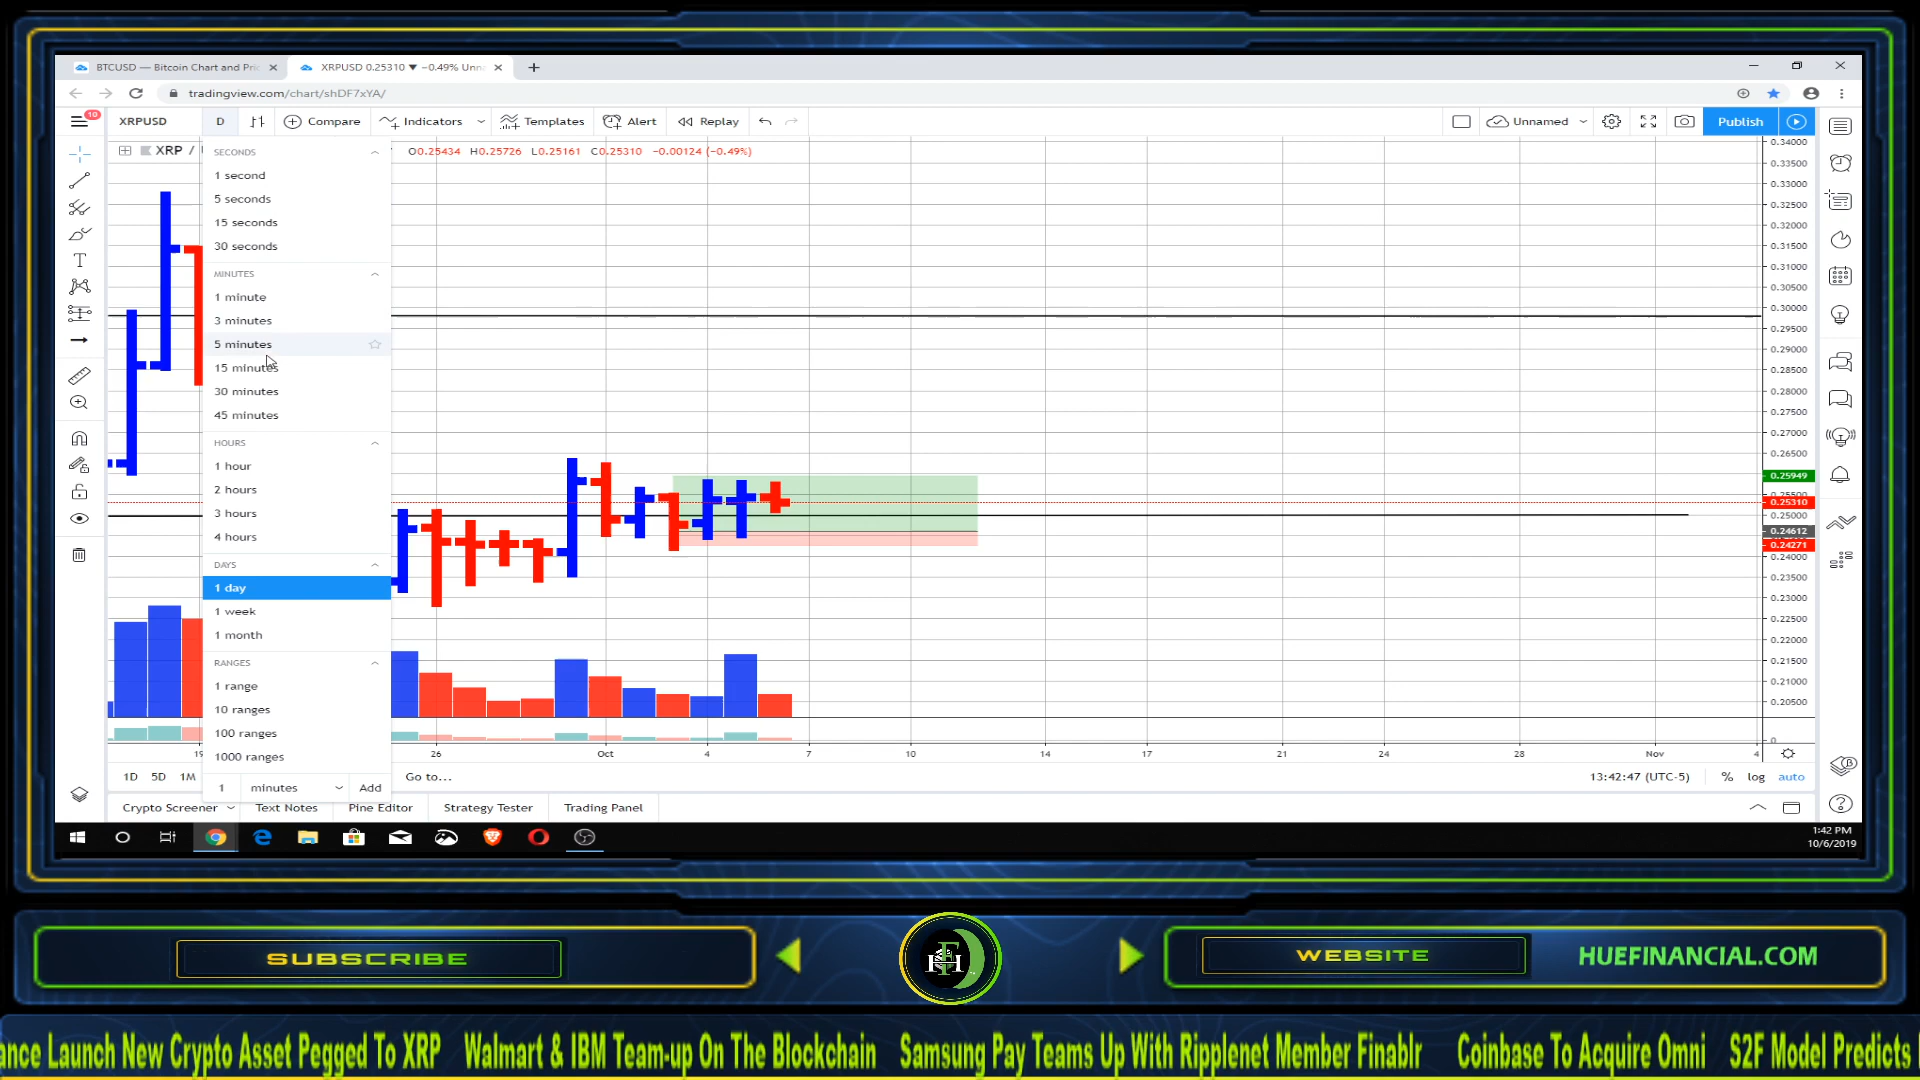 BTCUSD — Bitcoin Chart and Pri
XRPUSD 0.25310 ▼ −0.49% Unn
tradingview.com/chart/shDF7xYA/
10
XRPUSD
D
Compare
Indicators
Templates
Alert
Replay
Unnamed
Publish
XRP /
O0.25434 H0.25726 L0.25161 C0.25310 −0.00124 (−0.49%)
SECONDS
1 second
5 seconds
15 seconds
30 seconds
MINUTES
1 minute
3 minutes
5 minutes
15 minutes
30 minutes
45 minutes
HOURS
1 hour
2 hours
3 hours
4 hours
DAYS
1 day
1 week
1 month
RANGES
1 range
10 ranges
100 ranges
1000 ranges
1 minutes Add
0.34000
0.33500
0.33000
0.32500
0.32000
0.31500
0.31000
0.30500
0.30000
0.29500
0.29000
0.28500
0.28000
0.27500
0.27000
0.26500
0.25949
0.25310
0.25000
0.24612
0.24271
0.24000
0.23500
0.23000
0.22500
0.22000
0.21500
0.21000
0.20500
0
19 26 Oct 4 7 10 14 17 21 24 28 Nov 4
1D 5D 1M
Go to...
13:42:47 (UTC-5)
% log auto
Crypto Screener
Text Notes
Pine Editor
Strategy Tester
Trading Panel
1:42 PM
10/6/2019
SUBSCRIBE
HFE
WEBSITE
HUEFINANCIAL.COM
ance Launch New Crypto Asset Pegged To XRP Walmart & IBM Team-up On The Blockchain Samsung Pay Teams Up With Ripplenet Member Finablr Coinbase To Acquire Omni S2F Model Predicts